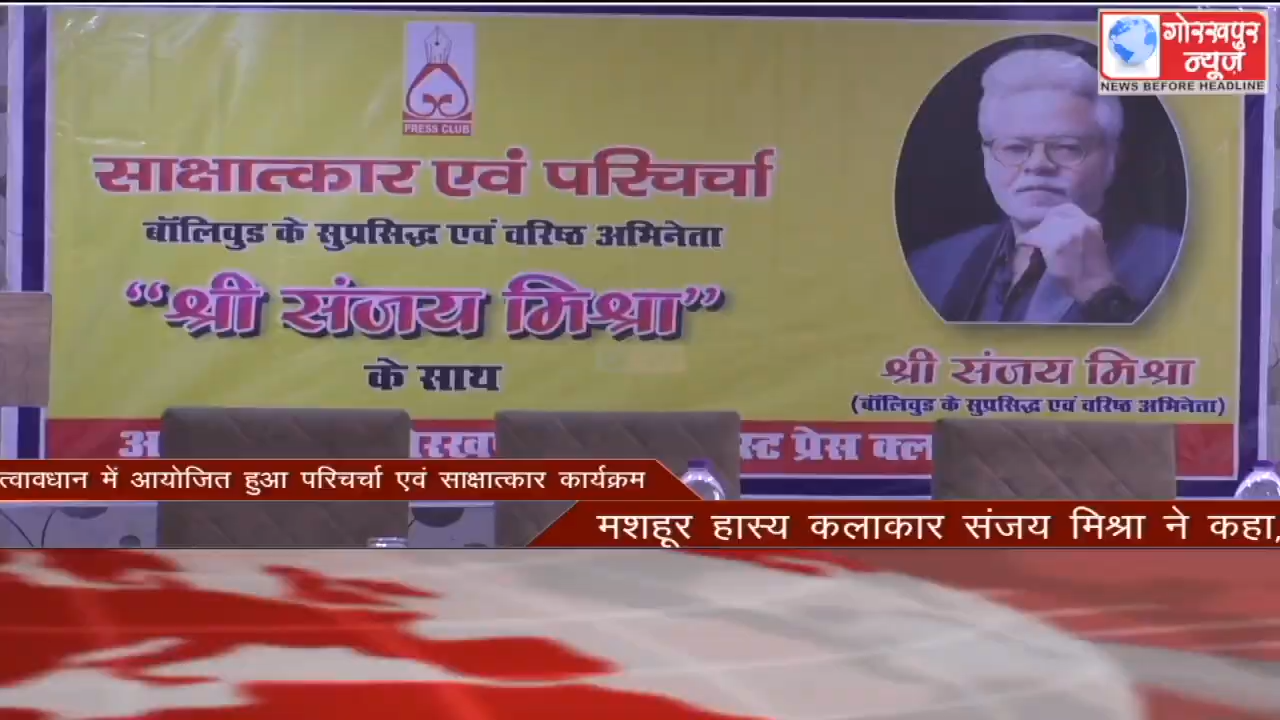 गोरखपुर
न्यूज़
NEWS BEFORE HEADLINE
PRESS CLUB
साक्षात्कार एवं परिचर्चा
बॉलिवुड के सुप्रसिद्ध एवं वरिष्ठ अभिनेता
“श्री संजय मिश्रा”
के साथ
श्री संजय मिश्रा
(बॉलिवुड के सुप्रसिद्ध एवं वरिष्ठ अभिनेता)
प्रेस
त्वावधान में आयोजित हुआ परिचर्चा एवं साक्षात्कार कार्यक्रम
मशहूर हास्य कलाकार संजय मिश्रा ने कहा,